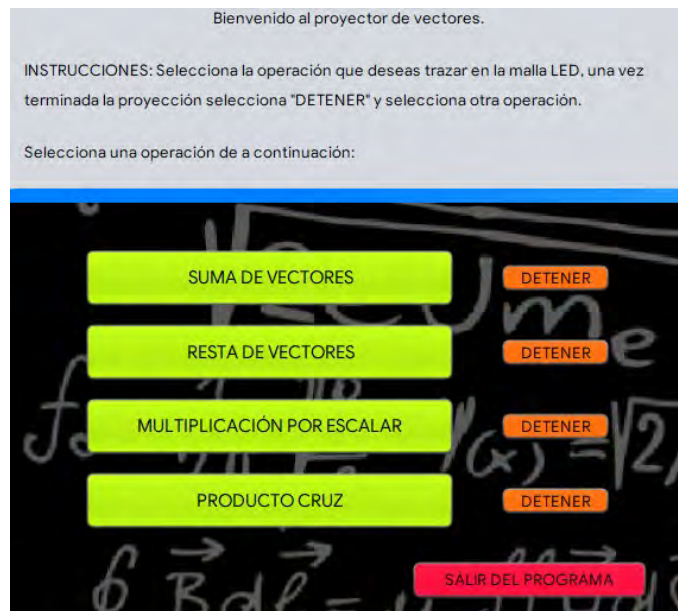 Bienvenido al proyector de vectores.
INSTRUCCIONES: Selecciona la operación que deseas trazar en la malla LED, una vez
terminada la proyección selecciona "DETENER" y selecciona otra operación.
Selecciona una operación de a continuación:
SUMA DE VECTORES DETENER
RESTA DE VECTORES DETENER
MULTIPLICACIÓN POR ESCALAR DETENER
PRODUCTO CRUZ DETENER
SALIR DEL PROGRAMA